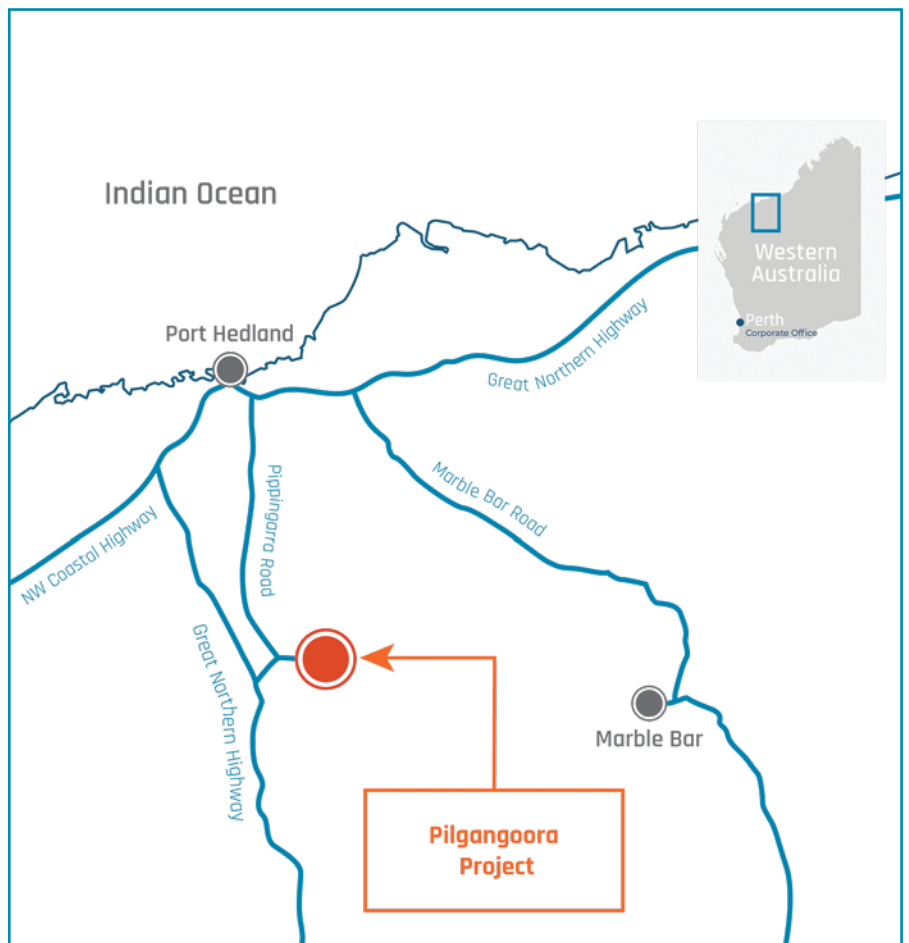 Indian Ocean
Western
Australia
Perth
Corporate Office
Port Hedland
Great Northern Highway
Pippingarra Road
Marble Bar Road
NW Coastal Highway
Great Northern Highway
Marble Bar
Pilgangoora
Project